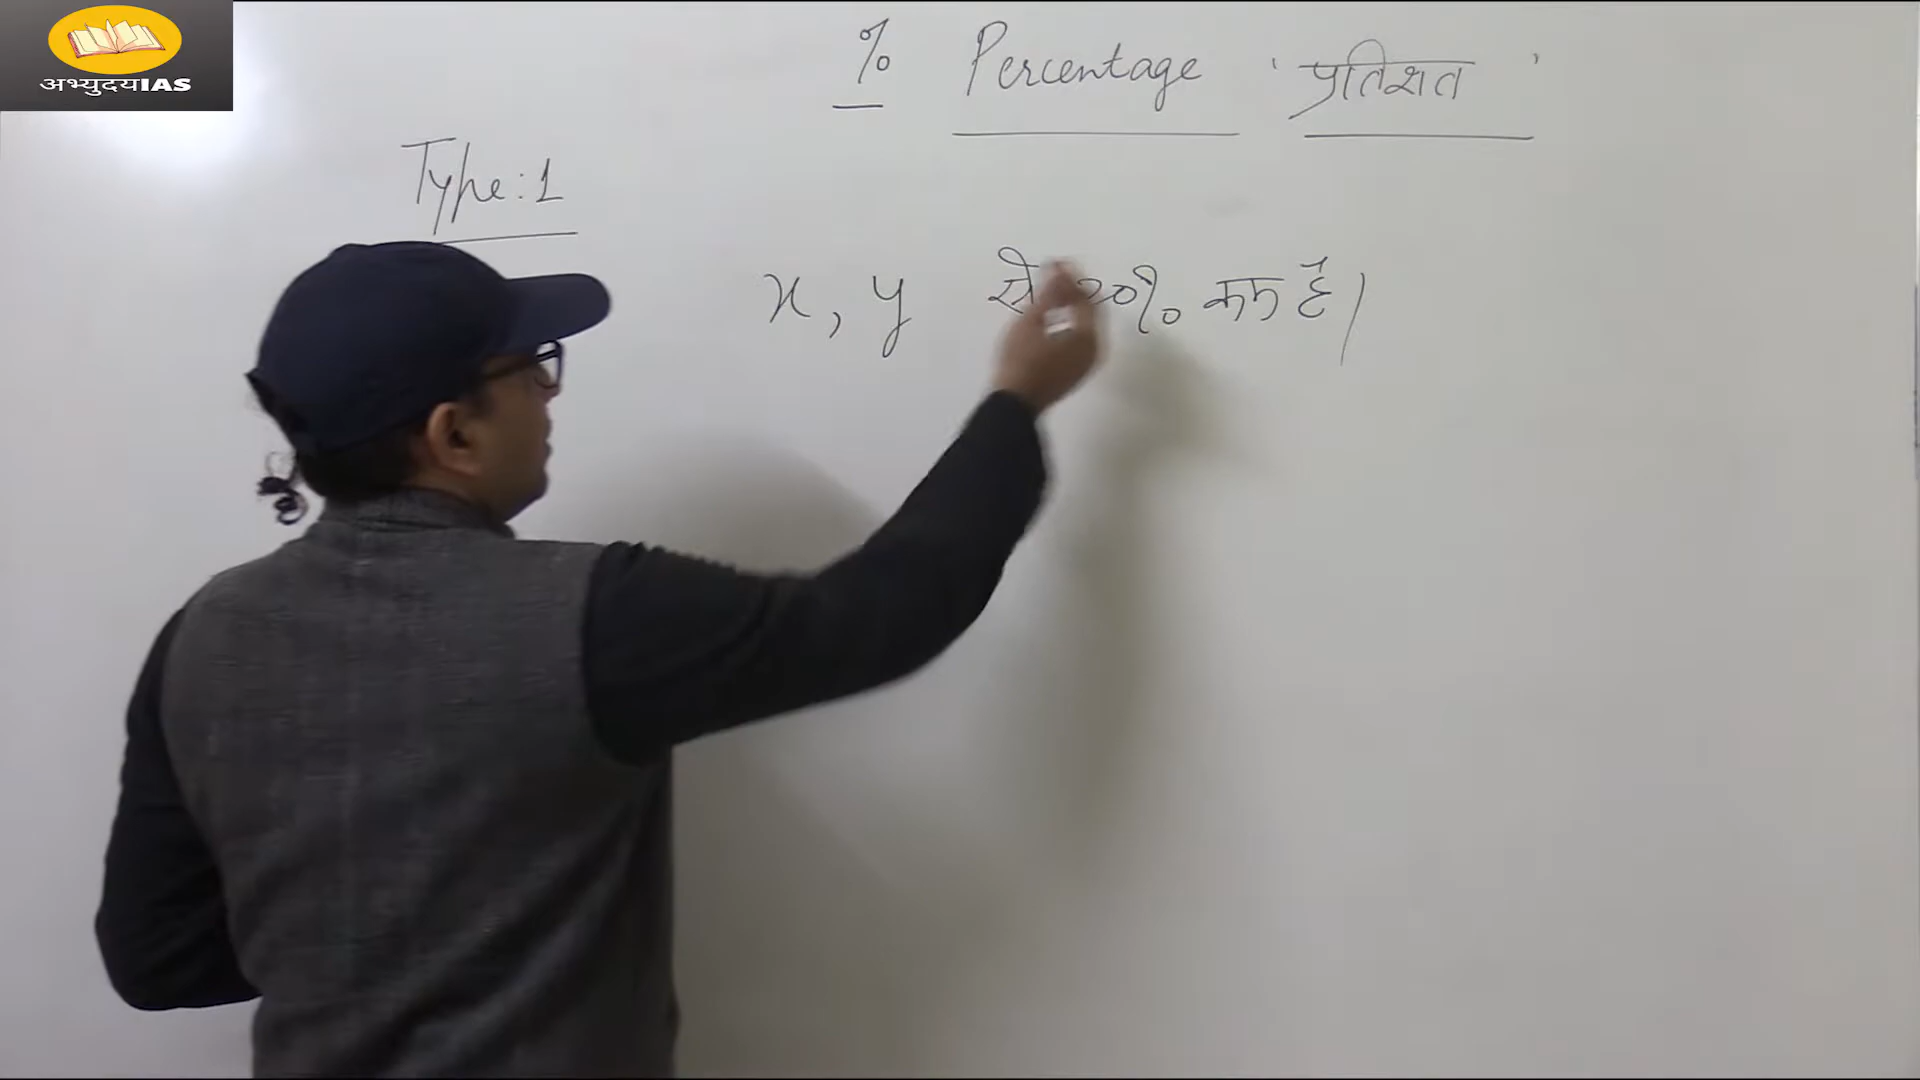 अभ्युदयIAS
% Percentage 'प्रतिशत'
Type:1
x, y से 20% कम है।